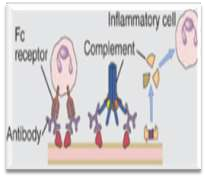 Inflammatory cell
Fc
receptor
Complement
Antibody